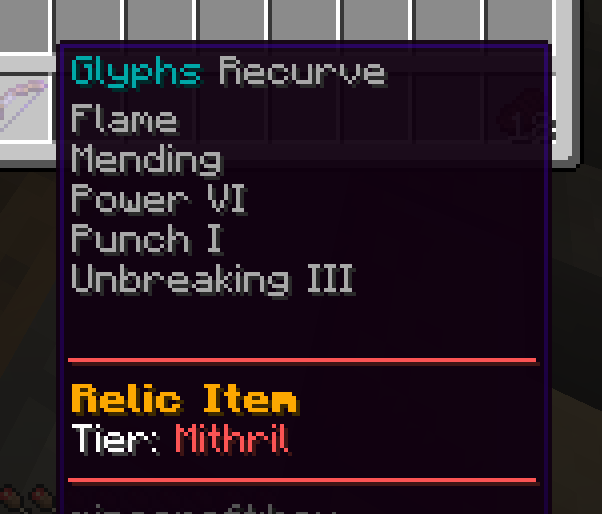 Glyphs Recurve
Flame
Mending
Power VI
Punch I
Unbreaking III
Relic Item
Tier: Mithril